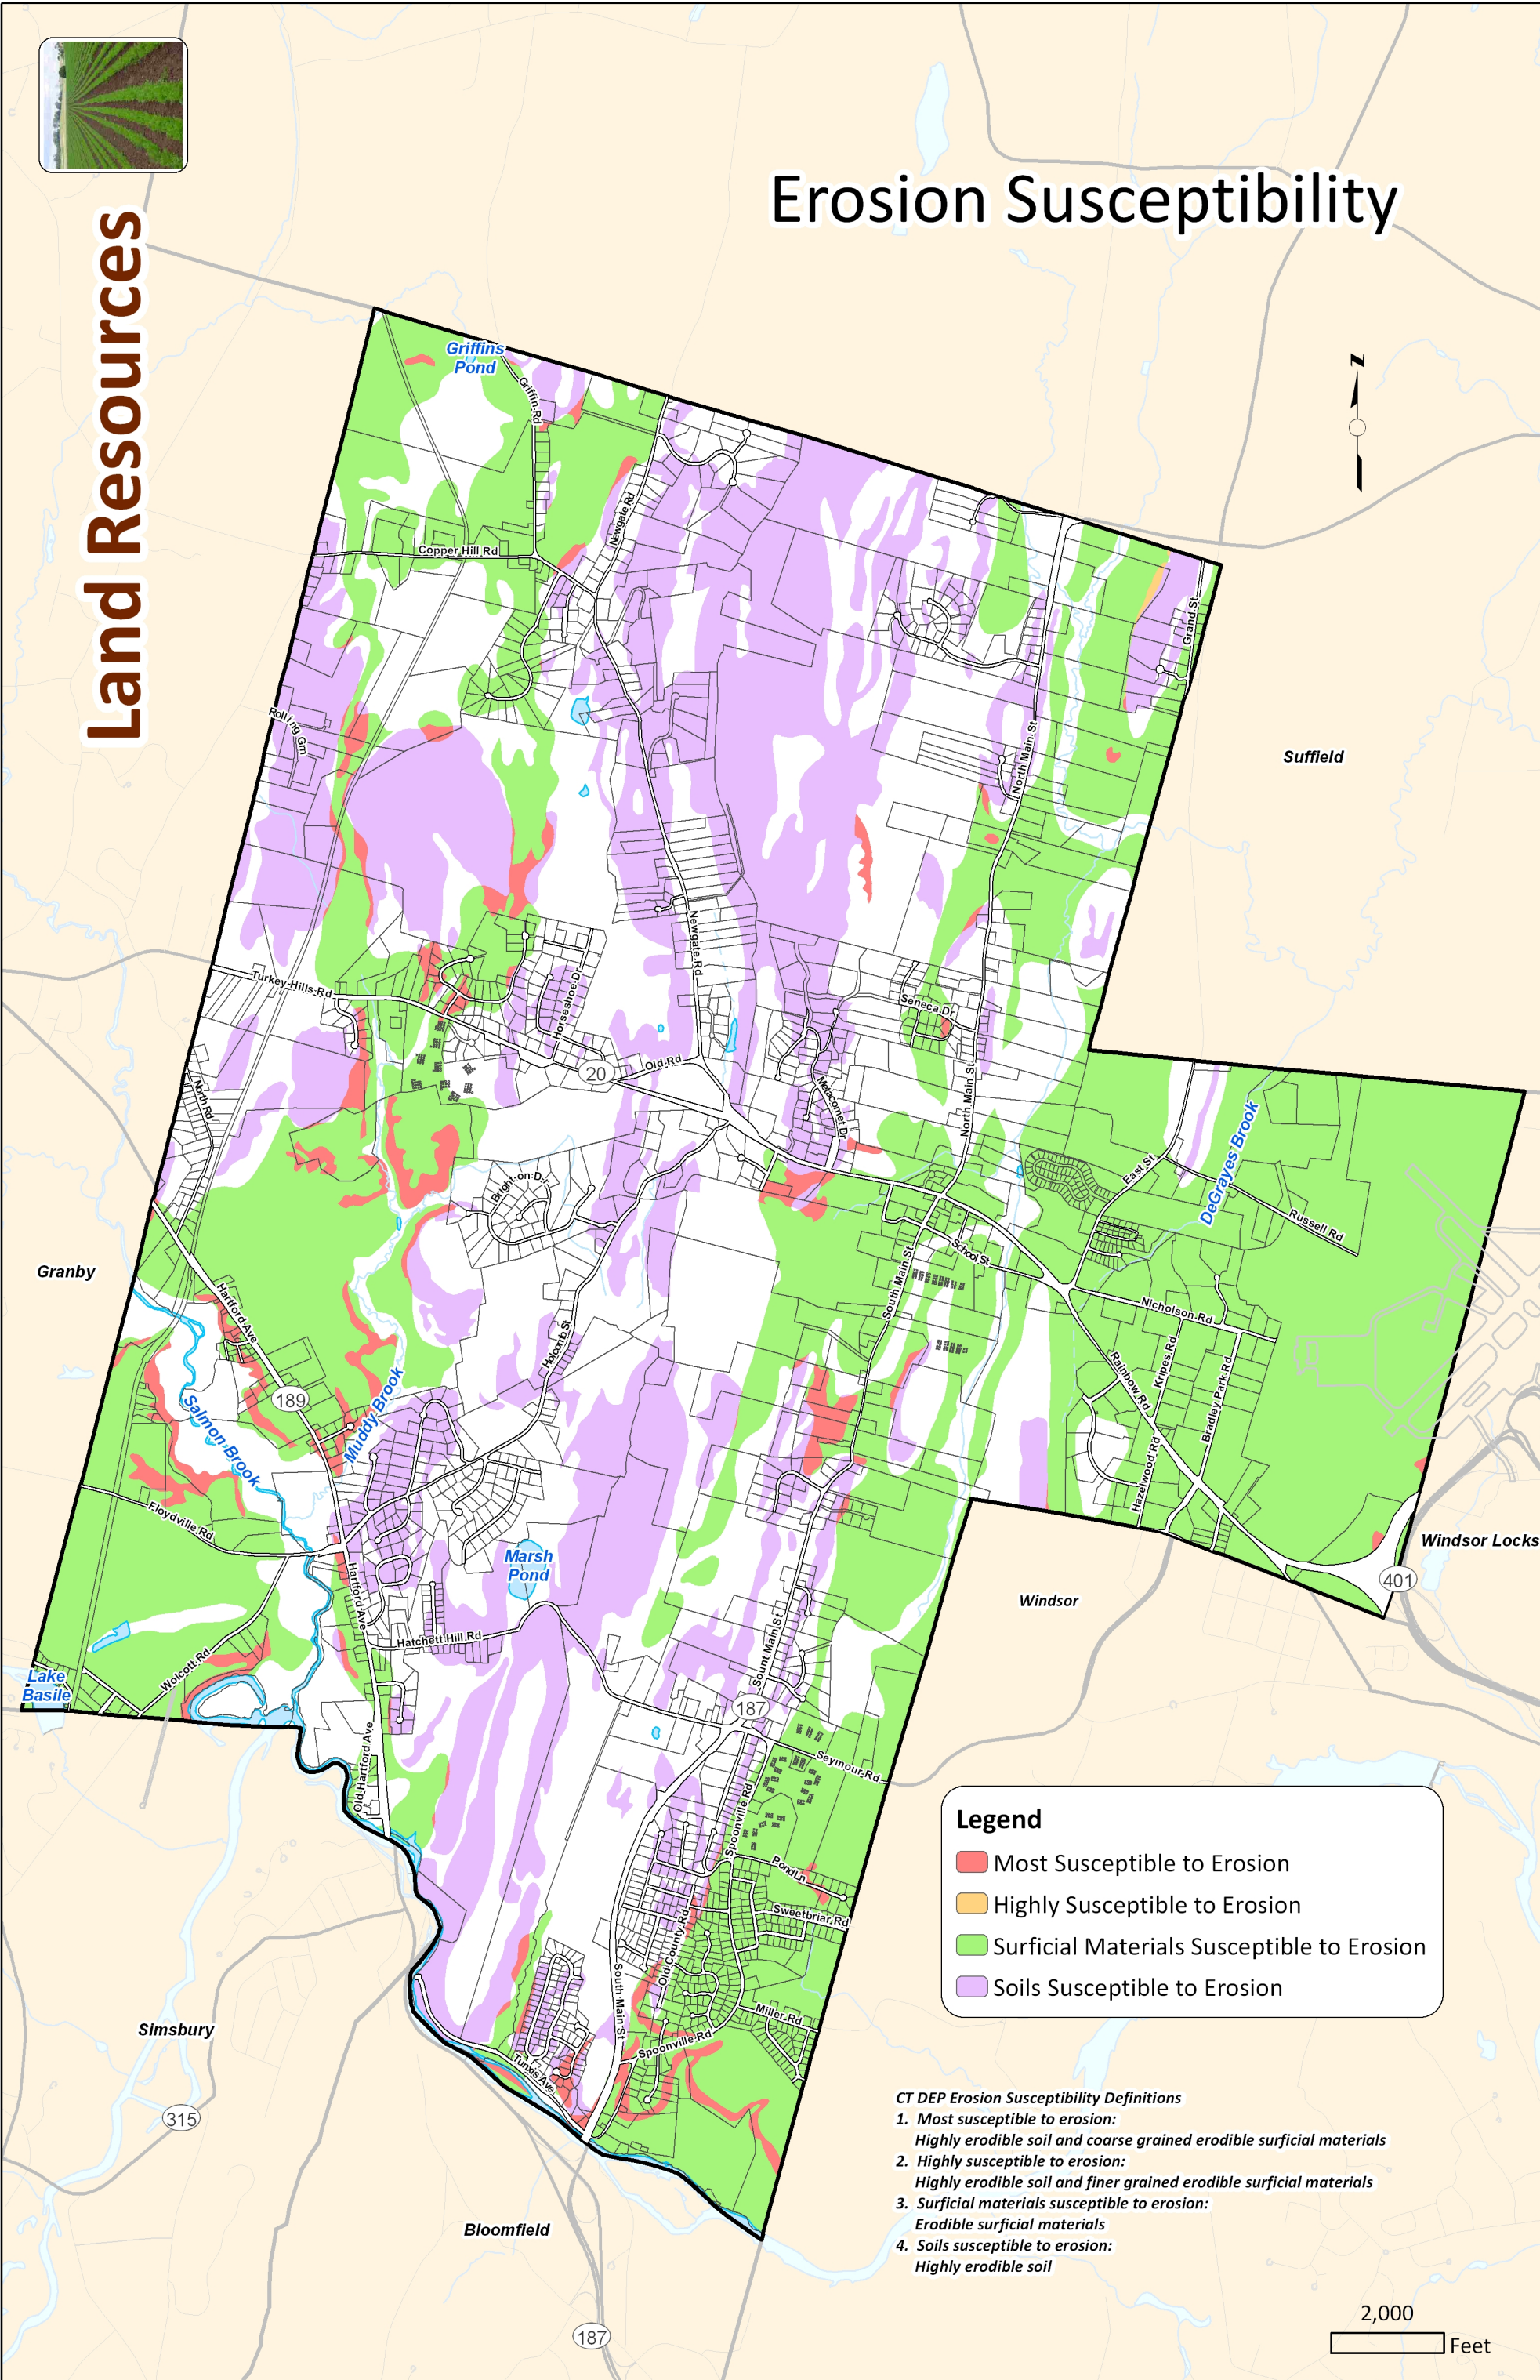 Land Resources
Erosion Susceptibility
N
Griffins
Pond
Griffin Rd
Newgate Rd
Copper Hill Rd
Grand St
Rolling Grn
North Main St
Suffield
Newgate Rd
Turkey Hills Rd
Horseshoe Dr
Seneca Dr
Old Rd
20
North Rd
Metacomet Dr
North Main St
DeGrayes Brook
East St
Brighton Dr
Russell Rd
School St
South Main St
Granby
Hartford Ave
Nicholson Rd
Holcomb St
Kripes Rd
Rainbow Rd
Bradley Park Rd
189
Salmon Brook
Muddy Brook
Hazelwood Rd
Floydville Rd
Windsor Locks
Marsh
Pond
401
Hartford Ave
Windsor
Hatchett Hill Rd
Sount Main St
Wolcott Rd
Lake
Basile
187
Old Hartford Ave
Seymour Rd
Spoonville Rd
Pond Ln
Sweetbriar Rd
Old County Rd
South Main St
Miller Rd
Spoonville Rd
Tunxis Ave
Simsbury
315
Bloomfield
187
Legend
Most Susceptible to Erosion
Highly Susceptible to Erosion
Surficial Materials Susceptible to Erosion
Soils Susceptible to Erosion
CT DEP Erosion Susceptibility Definitions
1. Most susceptible to erosion:
Highly erodible soil and coarse grained erodible surficial materials
2. Highly susceptible to erosion:
Highly erodible soil and finer grained erodible surficial materials
3. Surficial materials susceptible to erosion:
Erodible surficial materials
4. Soils susceptible to erosion:
Highly erodible soil
2,000
Feet